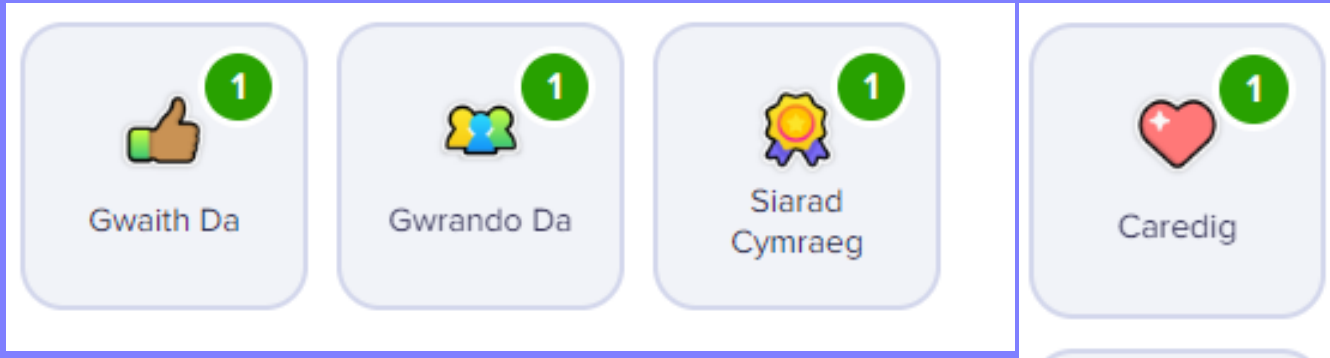 1
Gwaith Da
1
Gwrando Da
1
Siarad
Cymraeg
1
Caredig